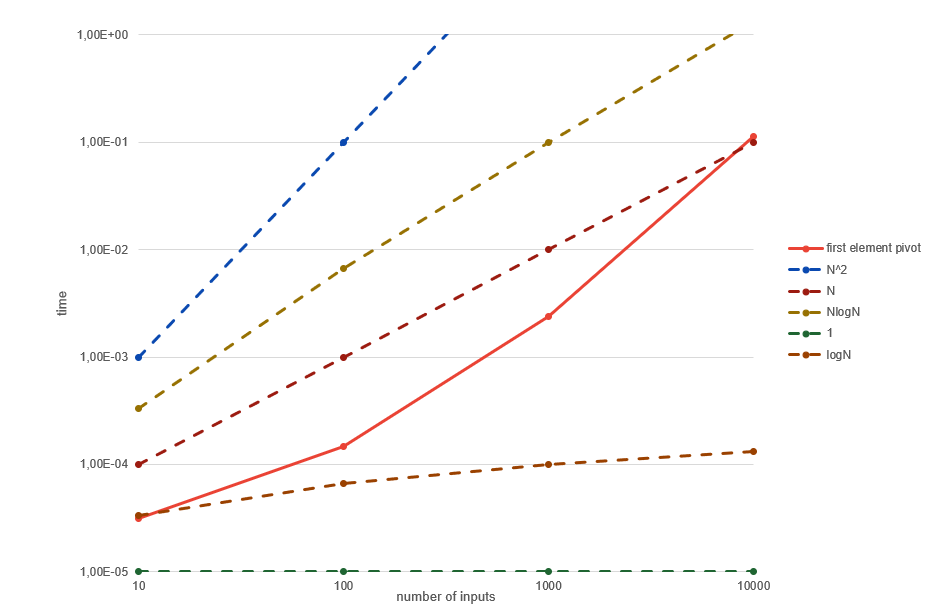 1,00E+00
1,00E-01
1,00E-02
1,00E-03
1,00E-04
1,00E-05
time
10
100
1000
10000
number of inputs
first element pivot
N^2
N
NlogN
1
logN